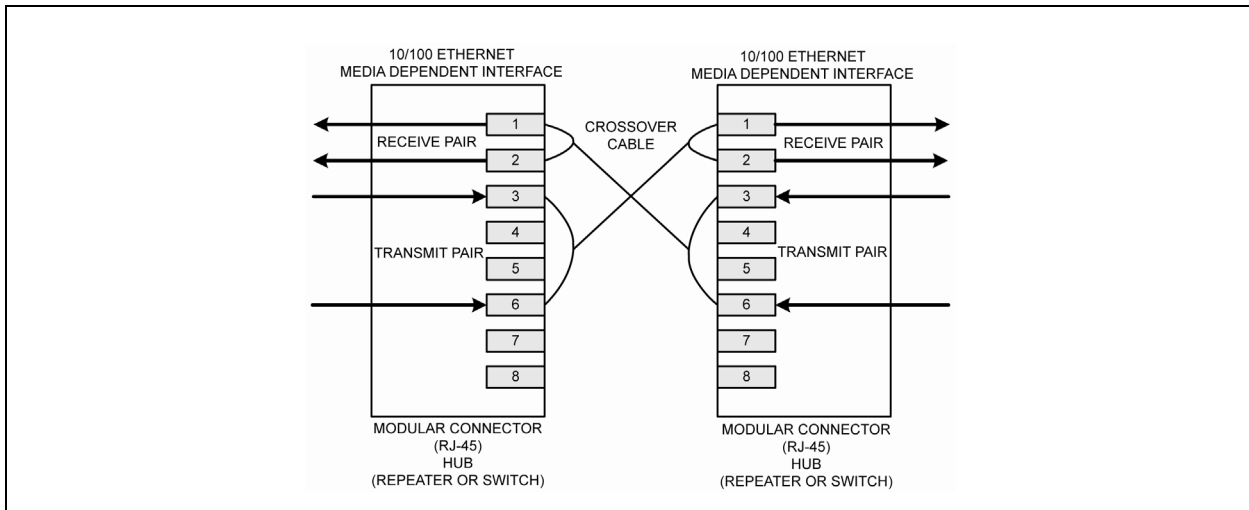 10/100 ETHERNET
MEDIA DEPENDENT INTERFACE
10/100 ETHERNET
MEDIA DEPENDENT INTERFACE
1
RECEIVE PAIR
2
3
4
TRANSMIT PAIR
5
6
7
8
CROSSOVER
CABLE
1
RECEIVE PAIR
2
3
4
TRANSMIT PAIR
5
6
7
8
MODULAR CONNECTOR
(RJ-45)
HUB
(REPEATER OR SWITCH)
MODULAR CONNECTOR
(RJ-45)
HUB
(REPEATER OR SWITCH)